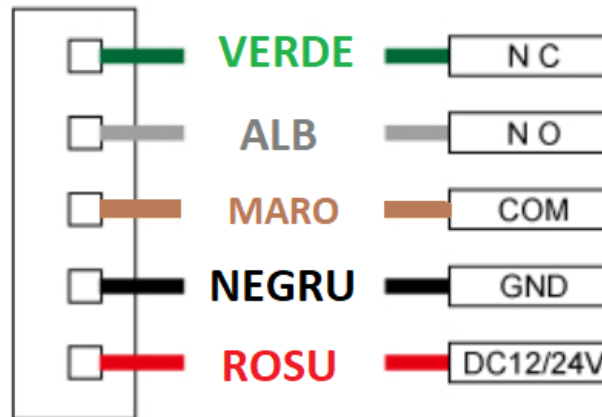 VERDE N C
ALB N O
MARO COM
NEGRU GND
ROSU DC12/24V